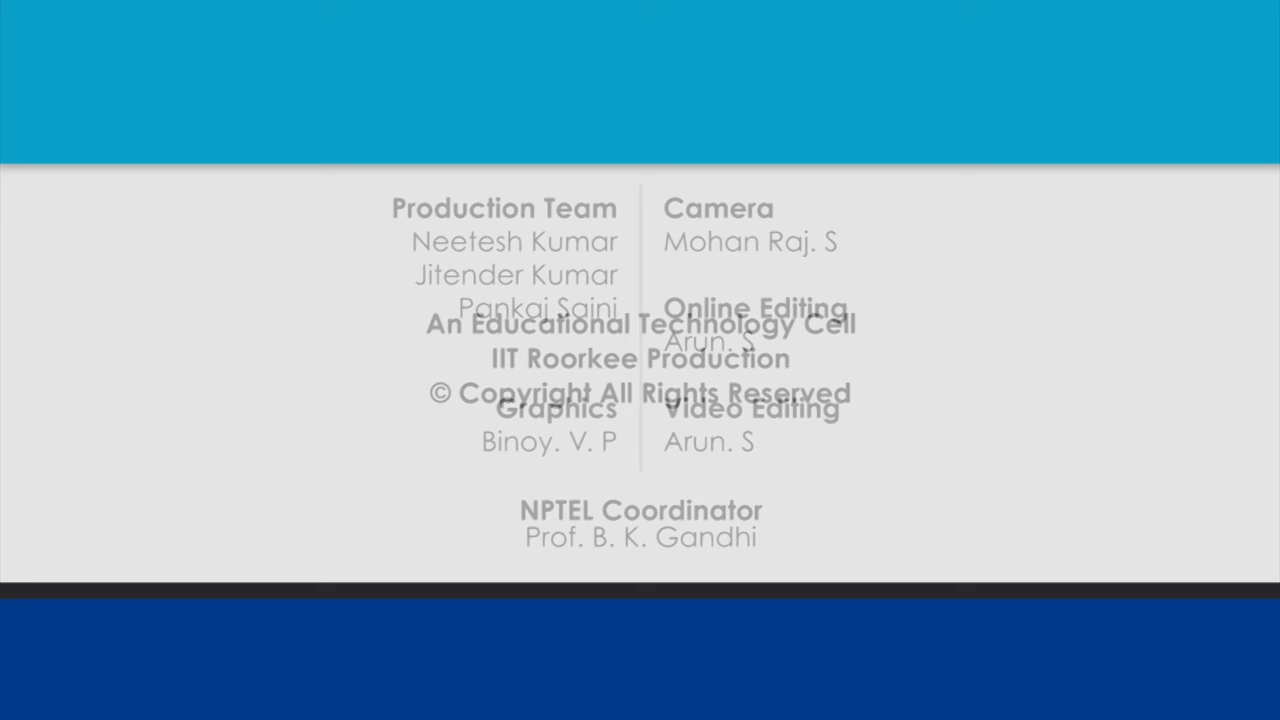 Production Team
Neetesh Kumar
Jitender Kumar
Pankaj Saini
Graphics
Binoy. V. P
Camera
Mohan Raj. S
Online Editing
Arun. S
Video Editing
Arun. S
An Educational Technology Cell
IIT Roorkee Production
© Copyright All Rights Reserved
NPTEL Coordinator
Prof. B. K. Gandhi